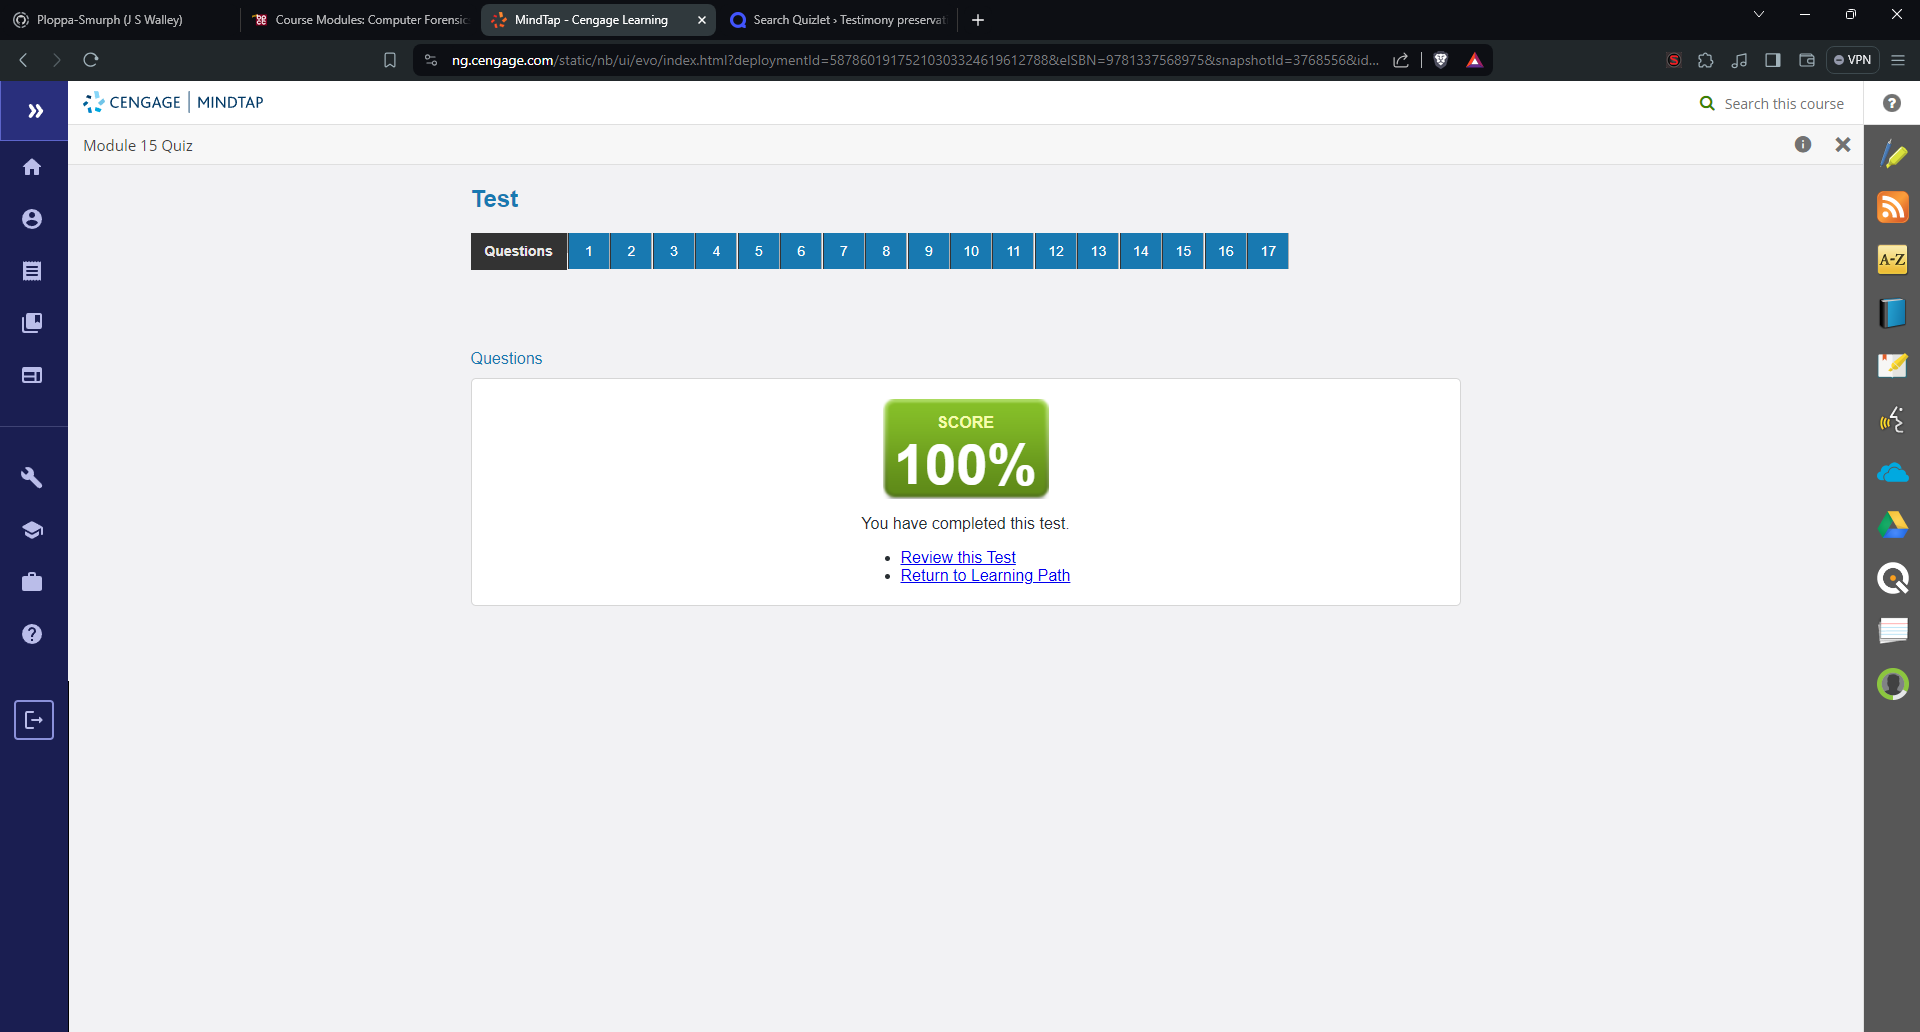 Ploppa-Smurph (J S Walley)
Course Modules: Computer Forensic
MindTap - Cengage Learning
Search Quizlet › Testimony preservat
ng.cengage.com/static/nb/ui/evo/index.html?deploymentId=58786019175210303324619612788&eISBN=9781337568975&snapshotId=3768556&id...
VPN
CENGAGE | MINDTAP
Search this course
Module 15 Quiz
Test
Questions 1 2 3 4 5 6 7 8 9 10 11 12 13 14 15 16 17
A-Z
Questions
SCORE
100%
You have completed this test.
Review this Test
Return to Learning Path